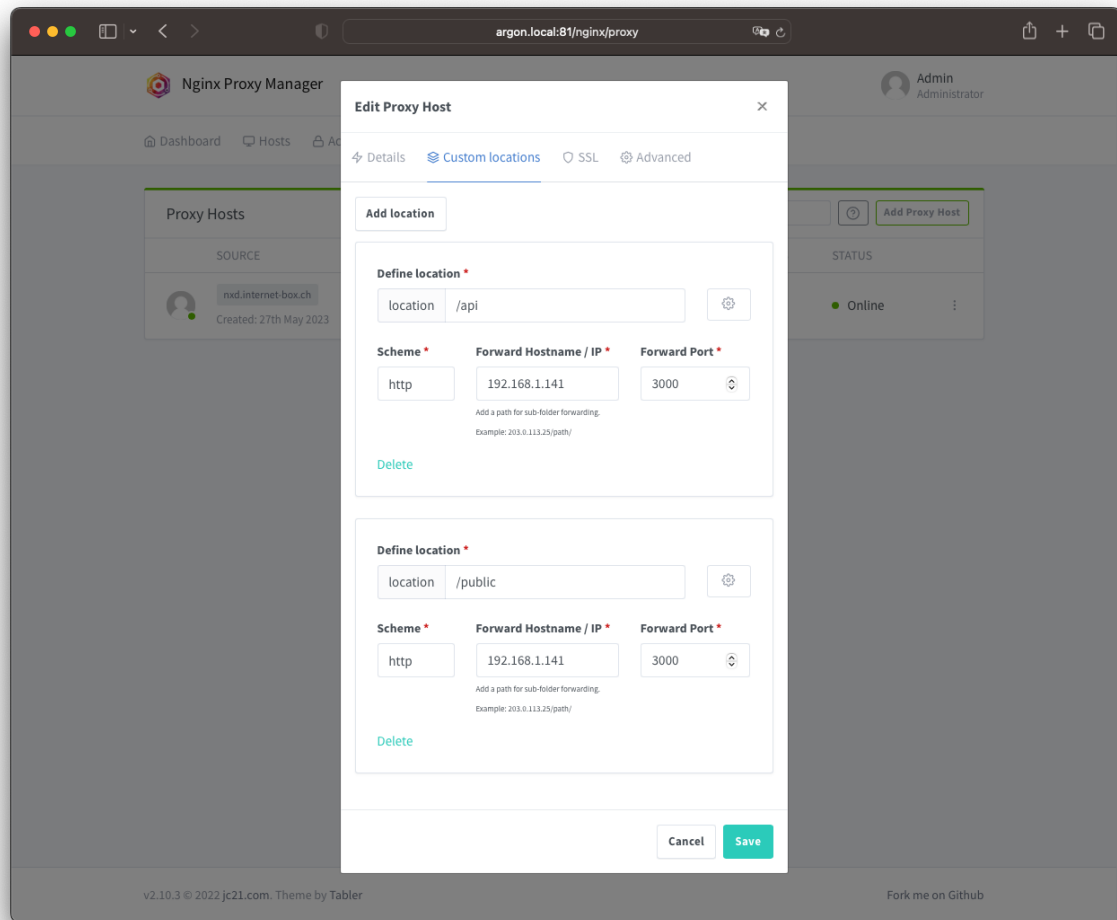 argon.local:81/nginx/proxy
Nginx Proxy Manager
Admin
Administrator
Dashboard
Hosts
Edit Proxy Host
Details
Custom locations
SSL
Advanced
Proxy Hosts
Add Proxy Host
SOURCE
STATUS
nxd.internet-box.ch
Created: 27th May 2023
Online
Add location
Define location *
location
/api
Scheme *
Forward Hostname / IP *
Forward Port *
http
192.168.1.141
3000
Add a path for sub-folder forwarding.
Example: 203.0.113.25/path/
Delete
Define location *
location
/public
Scheme *
Forward Hostname / IP *
Forward Port *
http
192.168.1.141
3000
Add a path for sub-folder forwarding.
Example: 203.0.113.25/path/
Delete
Cancel
Save
v2.10.3 © 2022 jc21.com. Theme by Tabler
Fork me on Github